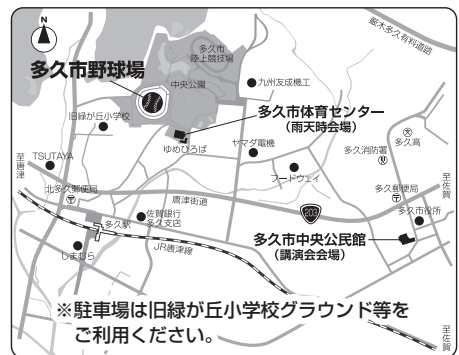 N
厳木多久有料道路
多久市
陸上競技場
多久市野球場
中央公園
九州友成機工
旧緑が丘小学校
多久市体育センター
(雨天時会場)
ゆめひろば
ヤマダ電機
多久高
多久消防署
至唐津
TSUTAYA
フードウェイ
北多久郵便局
唐津街道
多久郵便局
至佐賀
203
佐賀銀行
多久支店
多久市役所
多久駅
多久市中央公民館
(講演会会場)
しまむら
JR唐津線
※駐車場は旧緑が丘小学校グラウンド等を
ご利用ください。
至佐賀